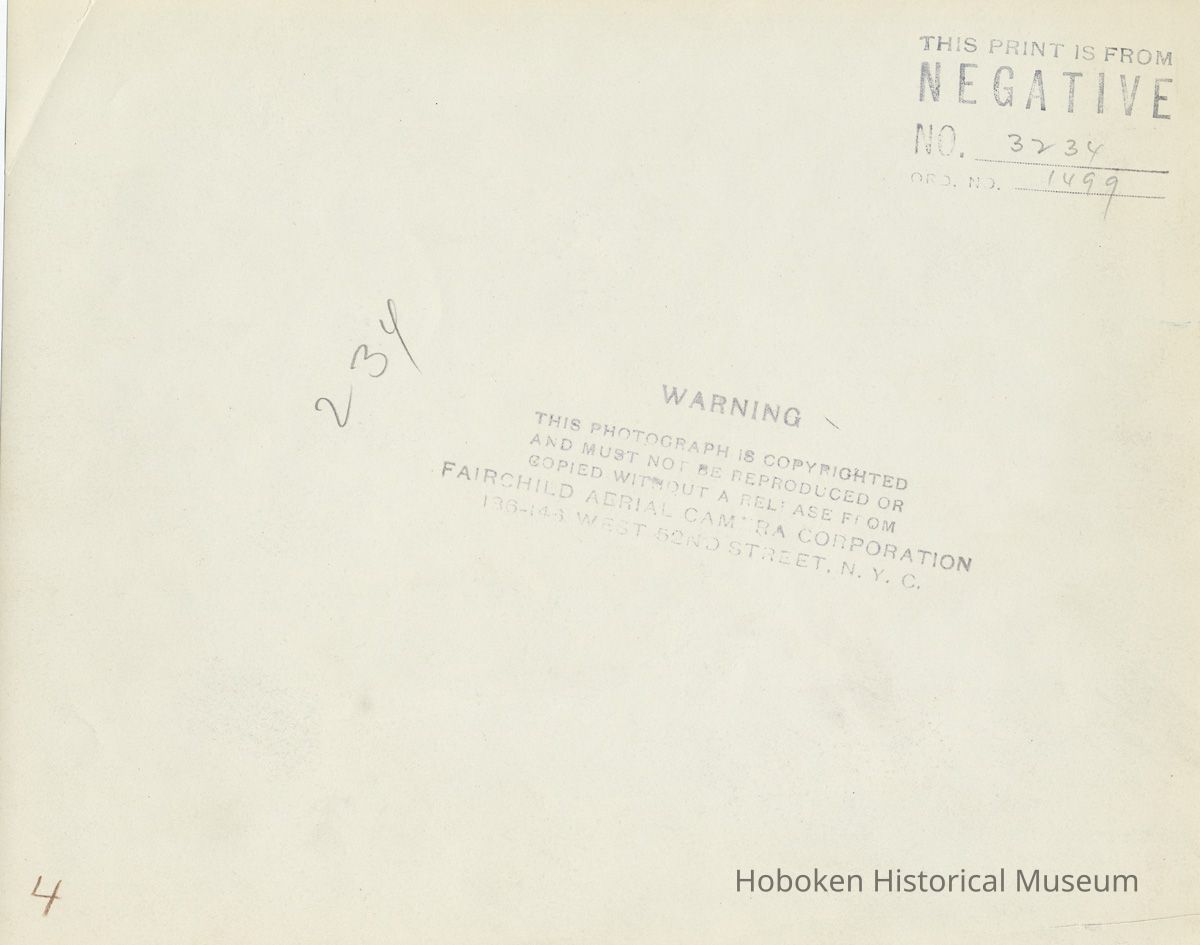 THIS PRINT IS FROM
NEGATIVE
NO. 3234
ORD. NO. 1499
234
WARNING
THIS PHOTOGRAPH IS COPYRIGHTED
AND MUST NOT BE REPRODUCED OR
COPIED WITHOUT A RELEASE FROM
FAIRCHILD AERIAL CAMERA CORPORATION
136-146 WEST 52ND STREET, N. Y. C.
4
Hoboken Historical Museum